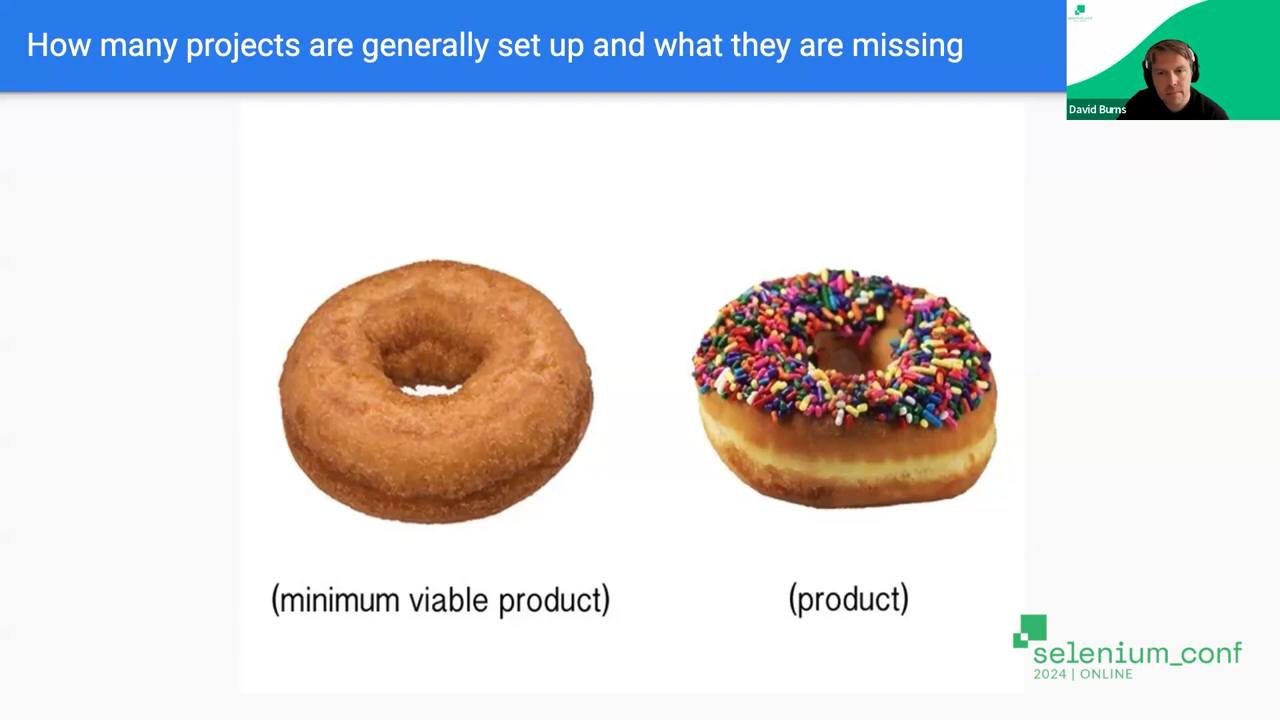 How many projects are generally set up and what they are missing
David Burns
(minimum viable product)
(product)
selenium_conf
2024 | ONLINE